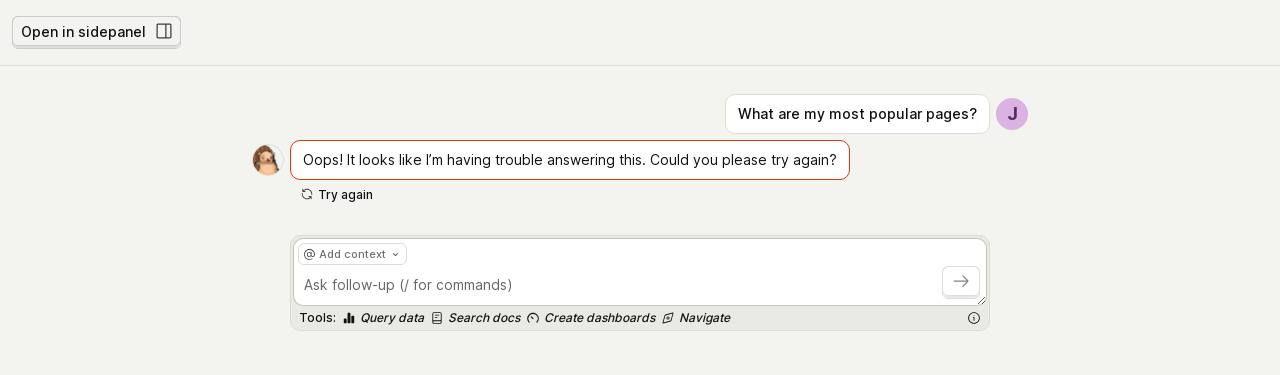 Open in sidepanel
What are my most popular pages?
J
Oops! It looks like I’m having trouble answering this. Could you please try again?
Try again
@ Add context
Ask follow-up (/ for commands)
Tools: Query data Search docs Create dashboards Navigate